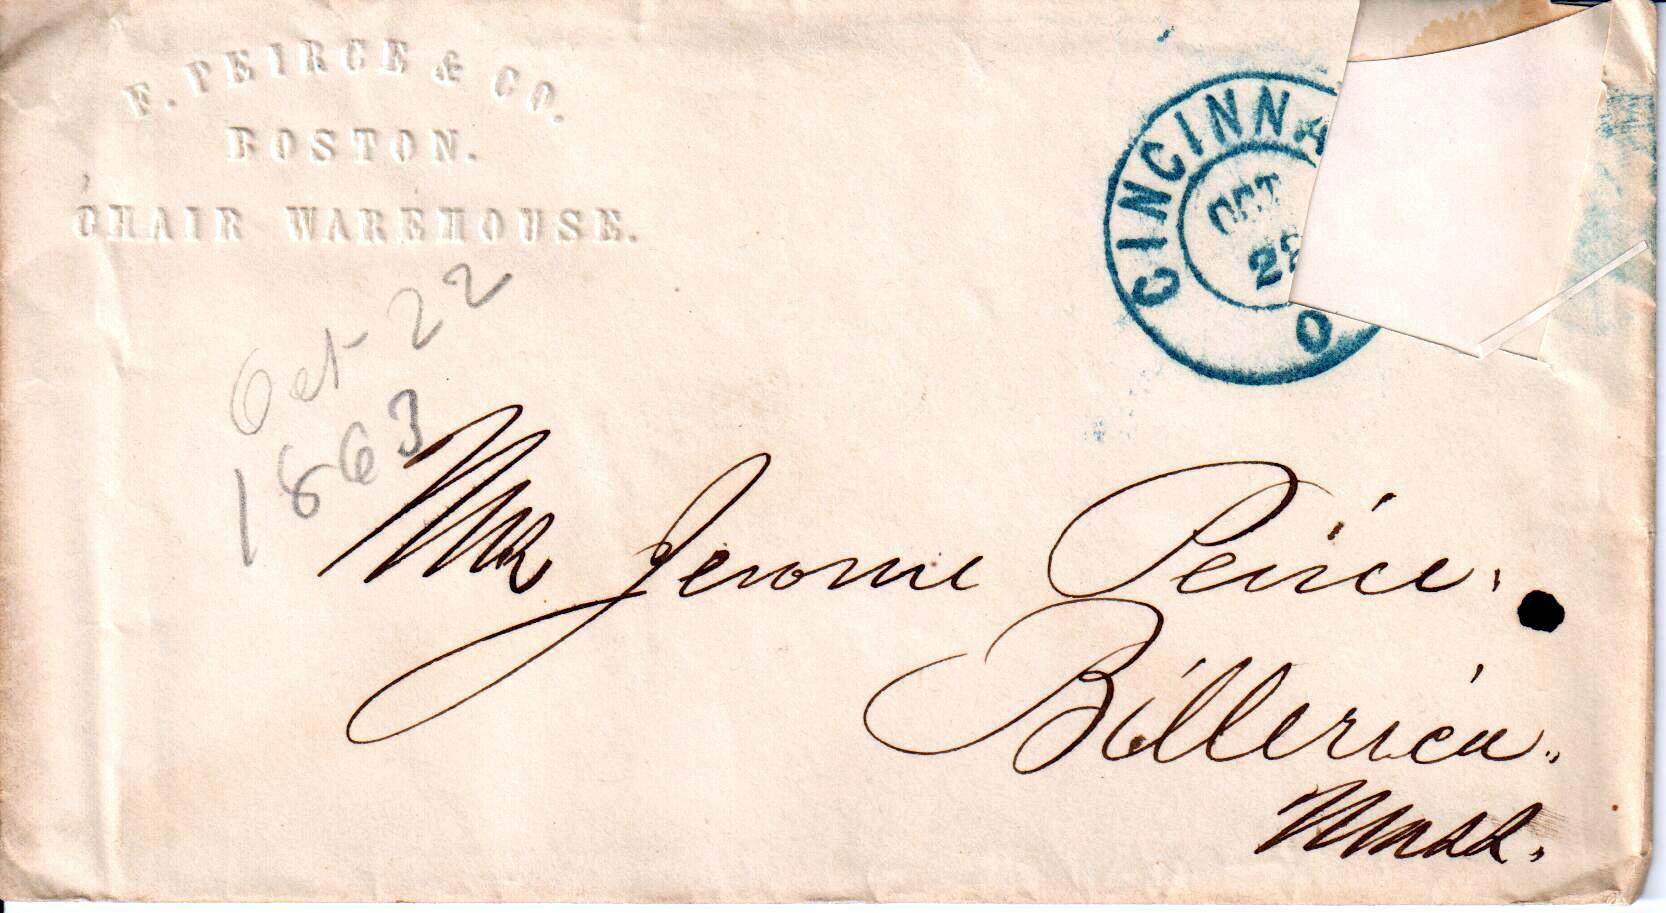 F. PEIRCE & CO.
BOSTON.
CHAIR WAREHOUSE.
CINCINNA
OCT
O
Oct 22
1863
Mr Jerome Peirce.
Billerica.
Mass.